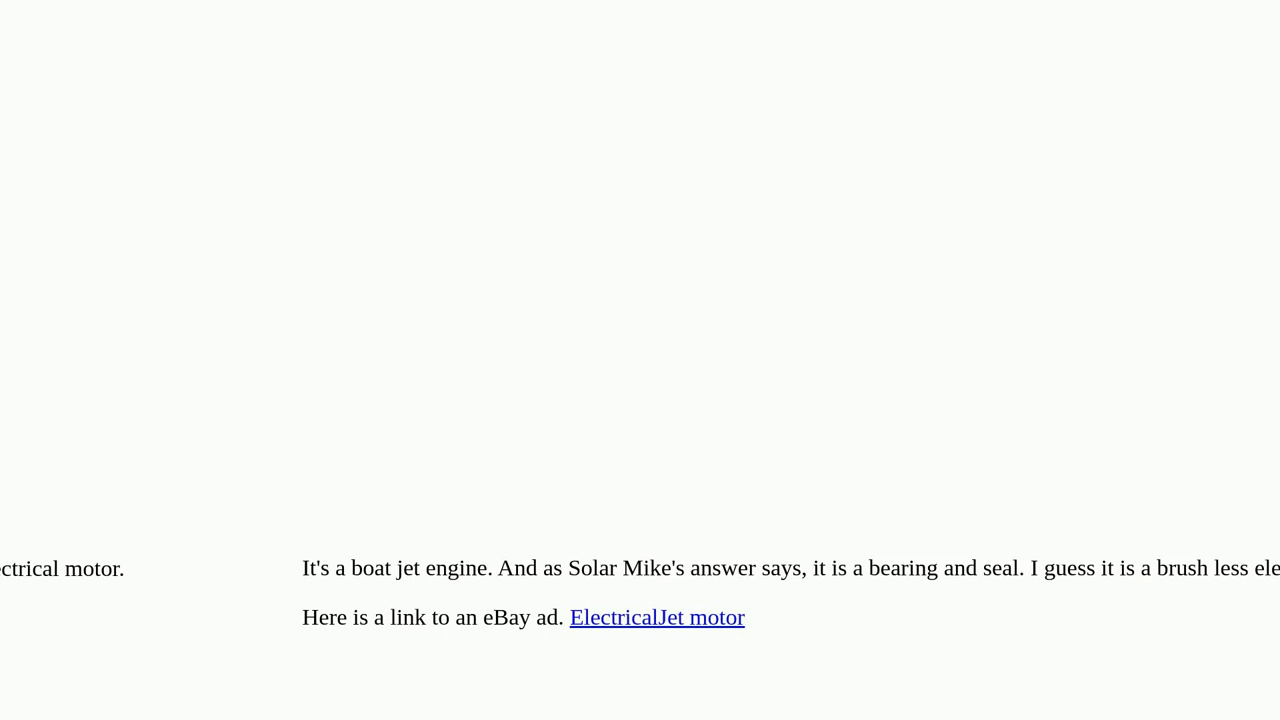 ctrical motor.
It's a boat jet engine. And as Solar Mike's answer says, it is a bearing and seal. I guess it is a brush less ele
Here is a link to an eBay ad. ElectricalJet motor